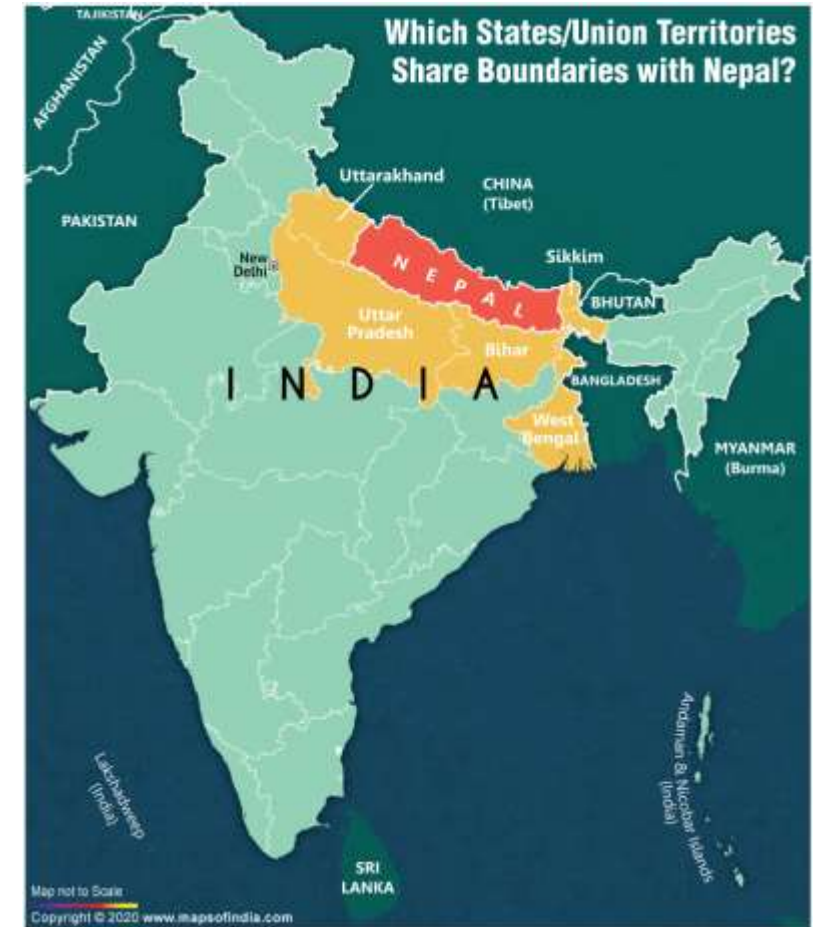 Which States/Union Territories
Share Boundaries with Nepal?
TAJIKISTAN
AFGHANISTAN
PAKISTAN
Uttarakhand
CHINA
(Tibet)
New
Delhi
NEPAL
Sikkim
BHUTAN
Uttar
Pradesh
Bihar
INDIA
BANGLADESH
West
Bengal
MYANMAR
(Burma)
Lakshadweep
(India)
Andaman & Nicobar Islands
(India)
SRI
LANKA
Map not to Scale
Copyright © 2020 www.mapsofindia.com